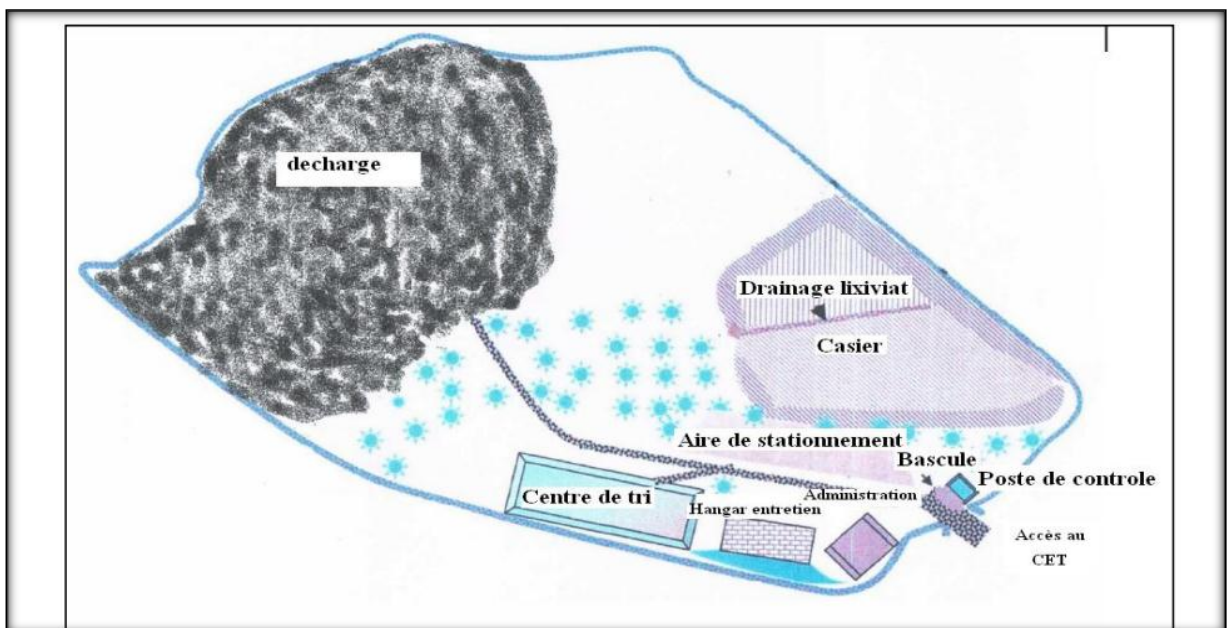 decharge
Drainage lixiviat
Casier
Aire de stationnement
Bascule
Poste de controle
Centre de tri
Administration
Hangar entretien
Accès au
CET